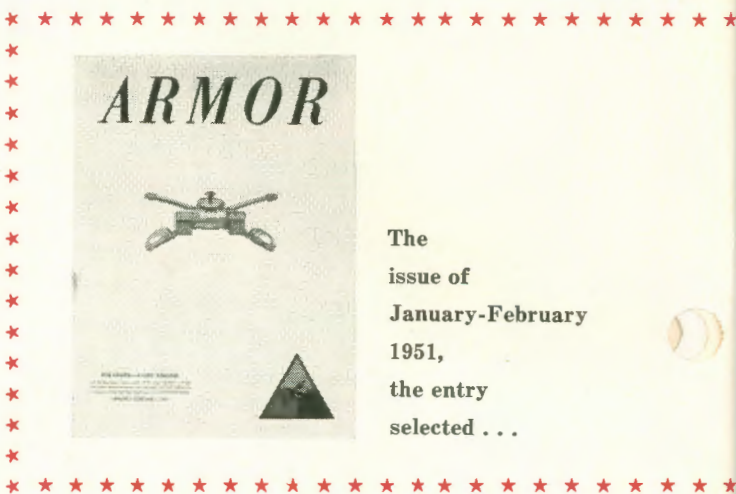 ARMOR
The
issue of
January-February
1951,
the entry
selected . . .